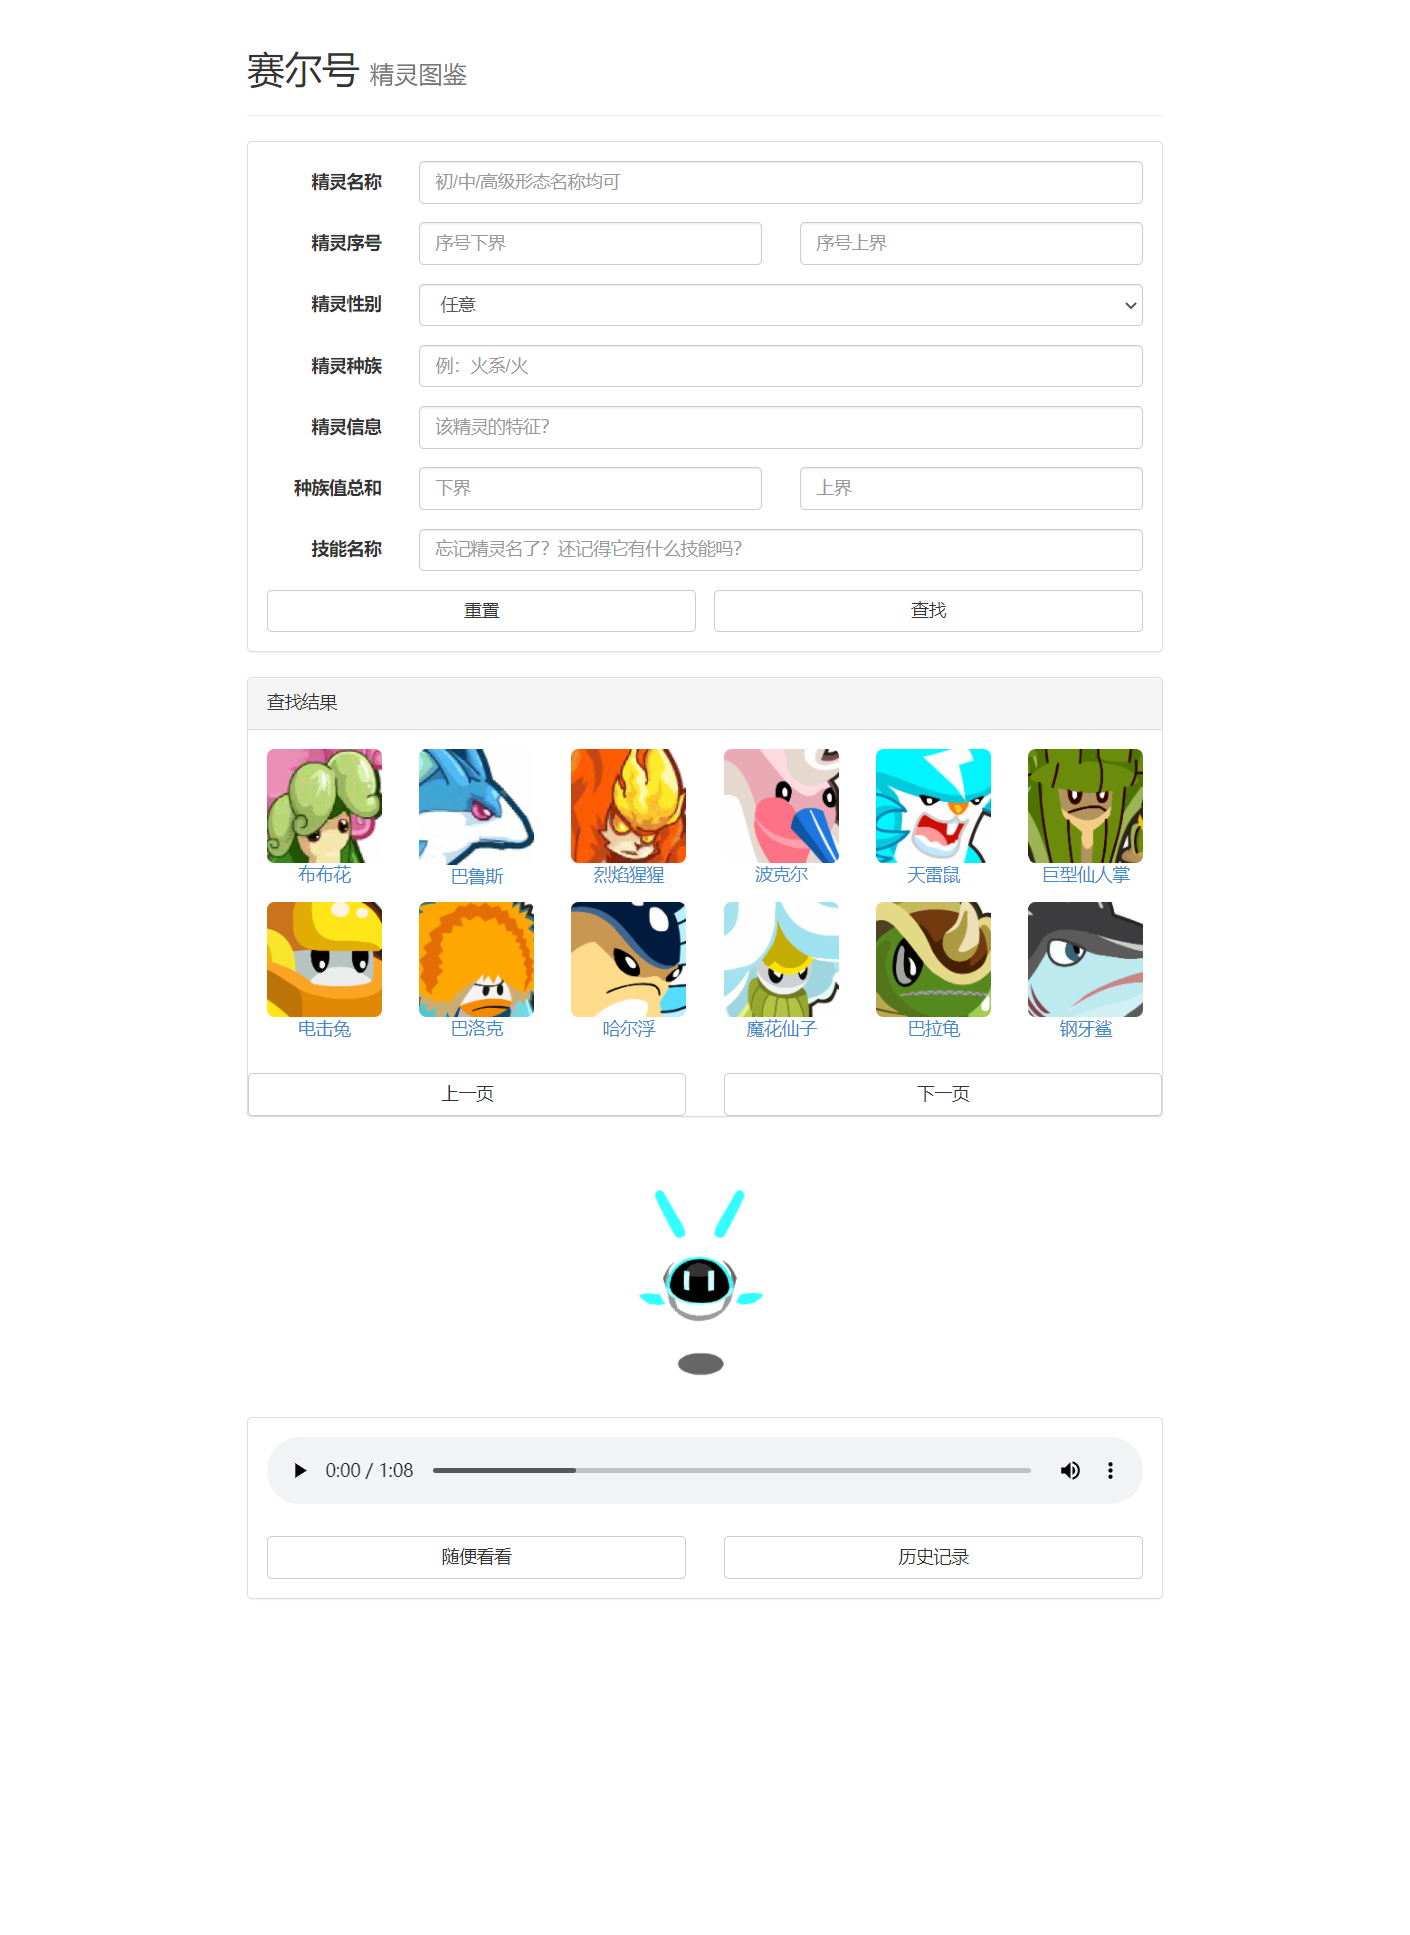 赛尔号 精灵图鉴
精灵名称 初/中/高级形态名称均可
精灵序号 序号下界 序号上界
精灵性别 任意
精灵种族 例：火系/火
精灵信息 该精灵的特征？
种族值总和 下界 上界
技能名称 忘记精灵名了？还记得它有什么技能吗？
重置 查找
查找结果
布布花 巴鲁斯 烈焰猩猩 波克尔 天雷鼠 巨型仙人掌
电击兔 巴洛克 哈尔浮 魔花仙子 巴拉龟 钢牙鲨
上一页 下一页
0:00 / 1:08
随便看看 历史记录